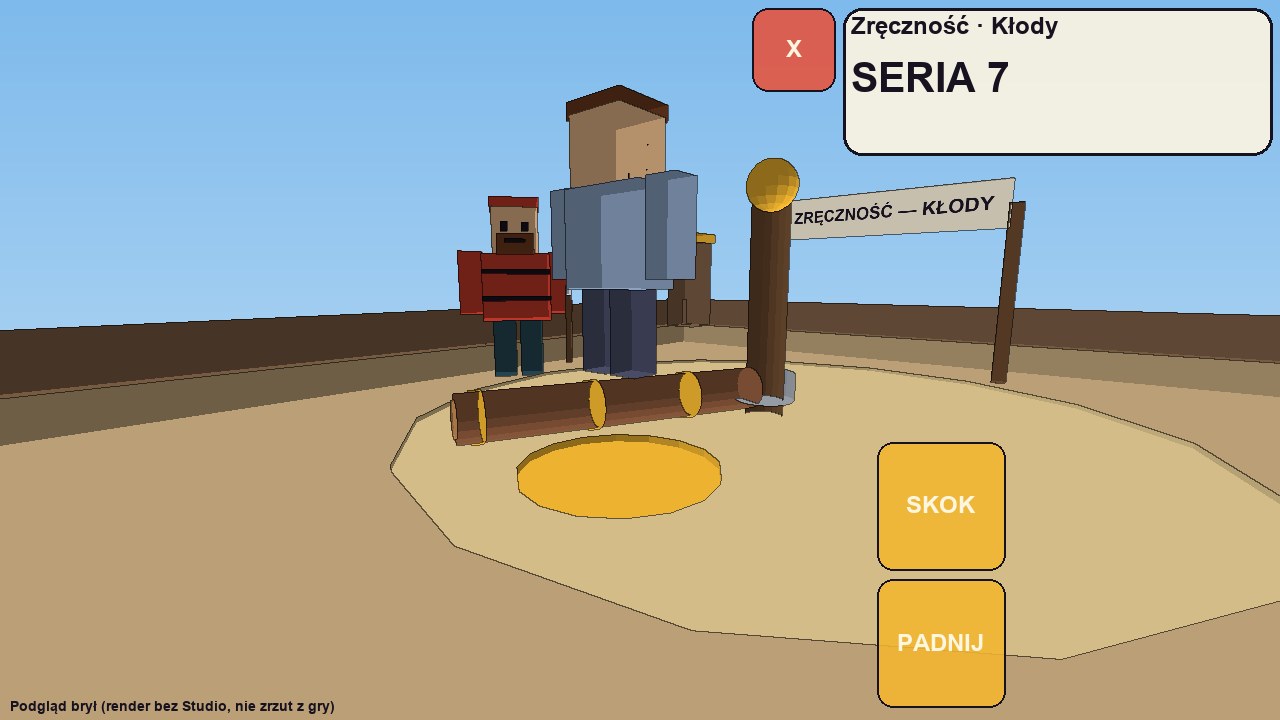 X
Zręczność · Kłody
SERIA 7
ZRĘCZNOŚĆ — KŁODY
SKOK
PADNIJ
Podgląd brył (render bez Studio, nie zrzut z gry)